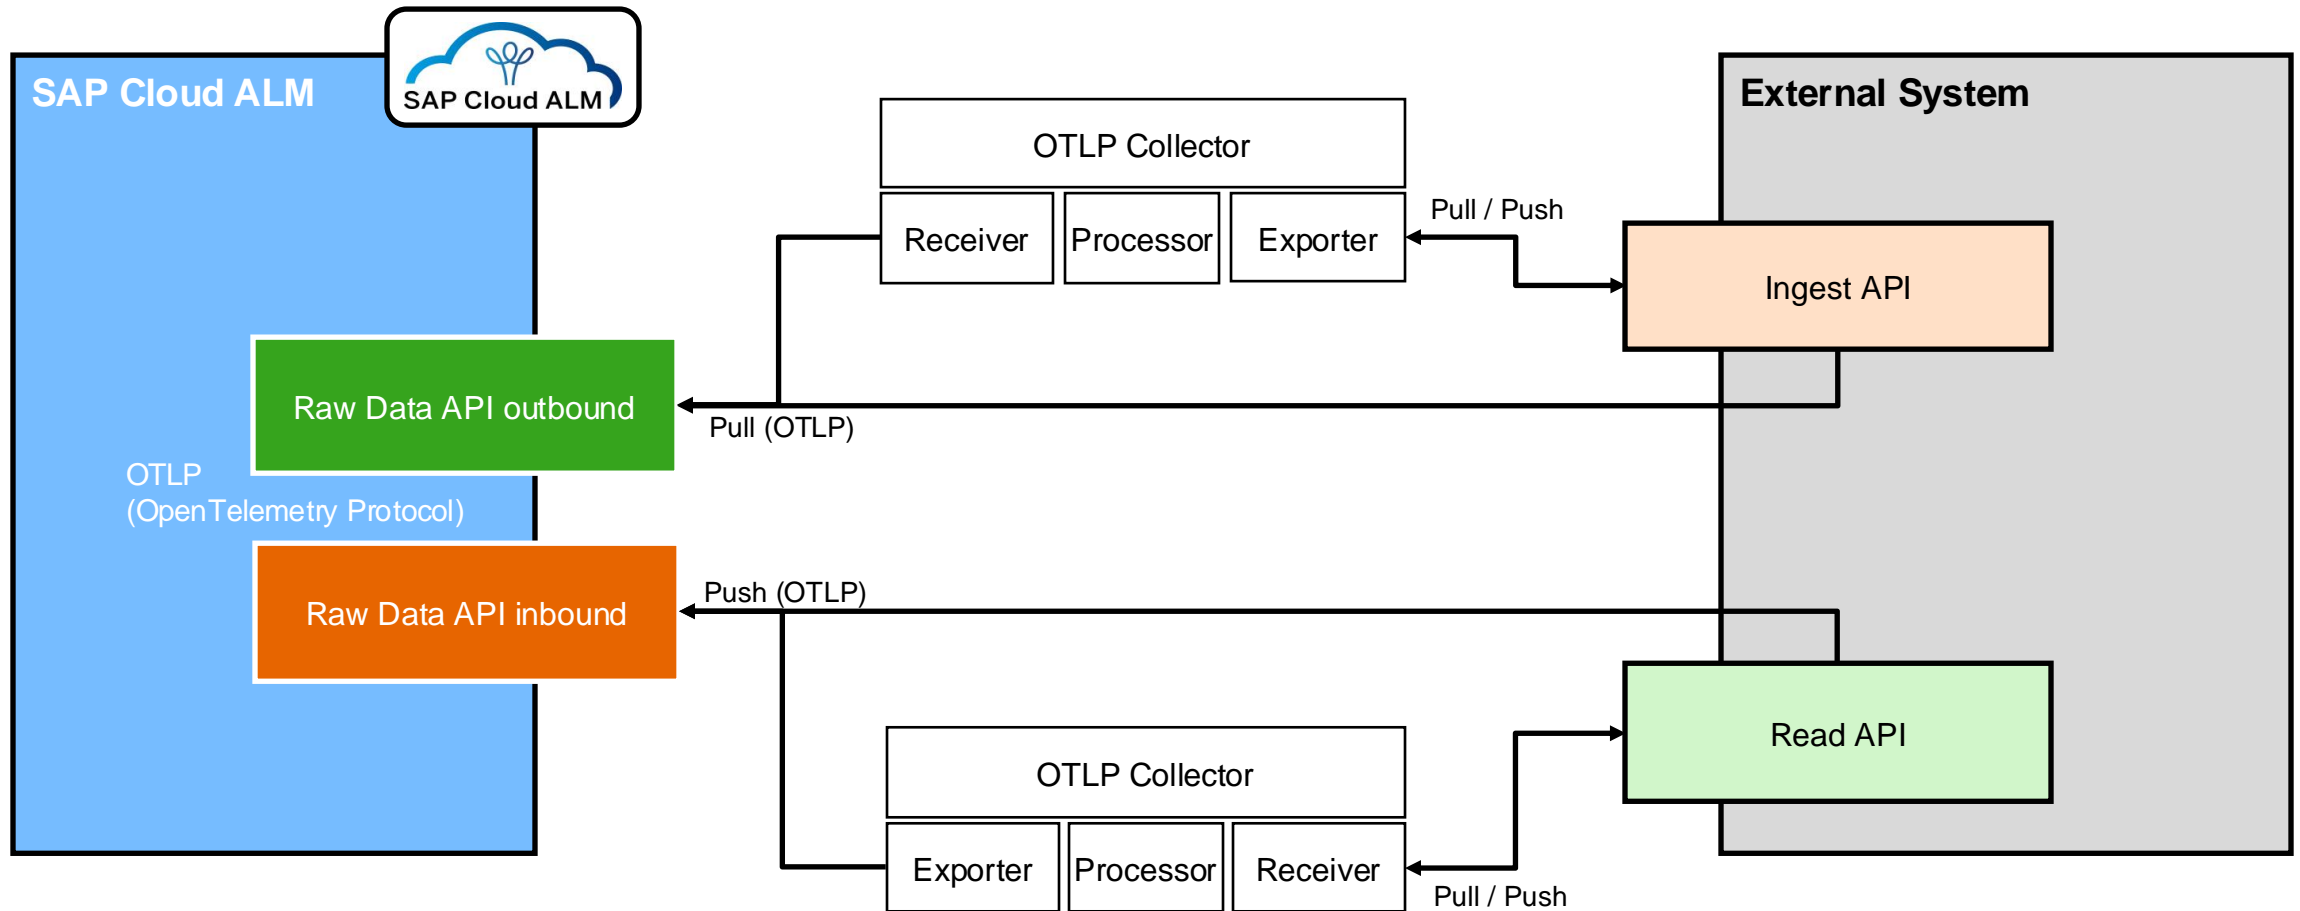 SAP Cloud ALM
SAP Cloud ALM
External System
OTLP Collector
Receiver
Processor
Exporter
Pull / Push
Ingest API
Raw Data API outbound
Pull (OTLP)
OTLP
(OpenTelemetry Protocol)
Raw Data API inbound
Push (OTLP)
Read API
OTLP Collector
Exporter
Processor
Receiver
Pull / Push